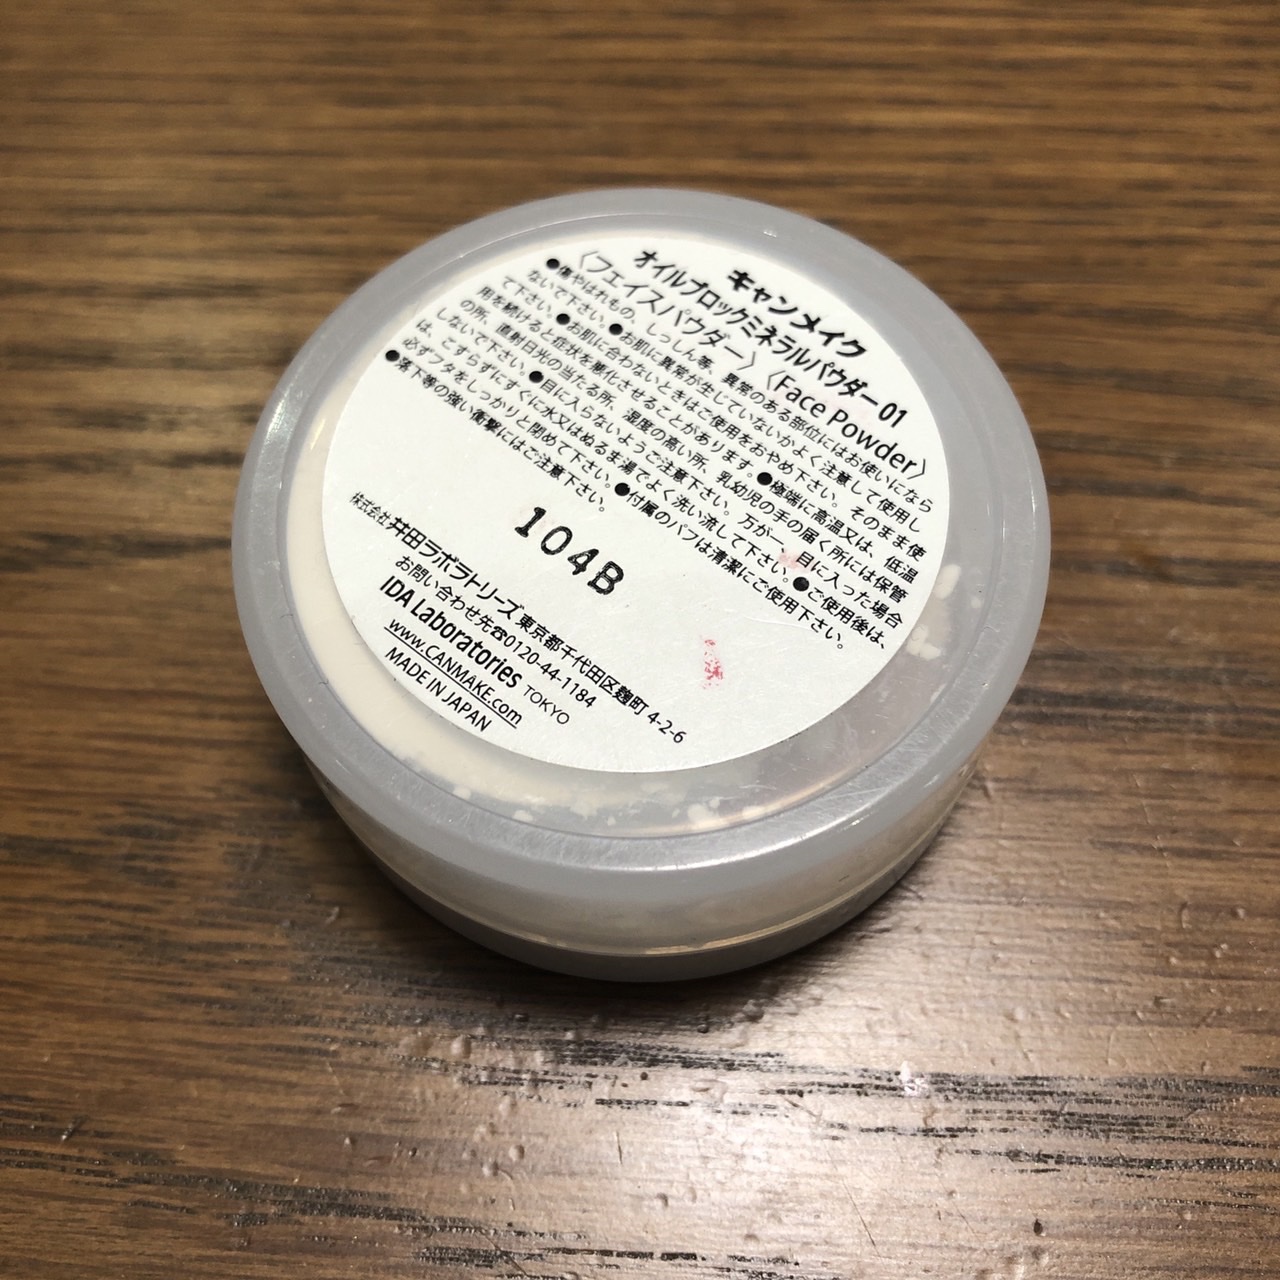 キャンメイク
オイルブロックミネラルパウダー 01
〈フェイスパウダー〉〈Face Powder〉
●傷やはれもの、しっしん等、異常のある部位にはお使いになら
ないで下さい。●お肌に異常が生じていないかよく注意して使用し
て下さい。●お肌に合わないときはご使用をおやめ下さい。そのまま使
用を続けると症状を悪化させることがあります。●極端に高温又は、低温
の所、直射日光の当たる所、湿度の高い所、乳幼児の手の届く所には保管
しないで下さい。●目に入らないようご注意下さい。万が一、目に入った場合
は、こすらずにすぐに水又はぬるま湯でよく洗い流して下さい。●ご使用後は、
必ずフタをしっかりと閉めて下さい。●付属のパフは清潔にご使用下さい。
●落下等の強い衝撃にはご注意下さい。
104B
株式会社 井田ラボラトリーズ 東京都千代田区麹町 4-2-6
お問い合わせ先☎0120-44-1184
IDA Laboratories TOKYO
www.CANMAKE.com
MADE IN JAPAN